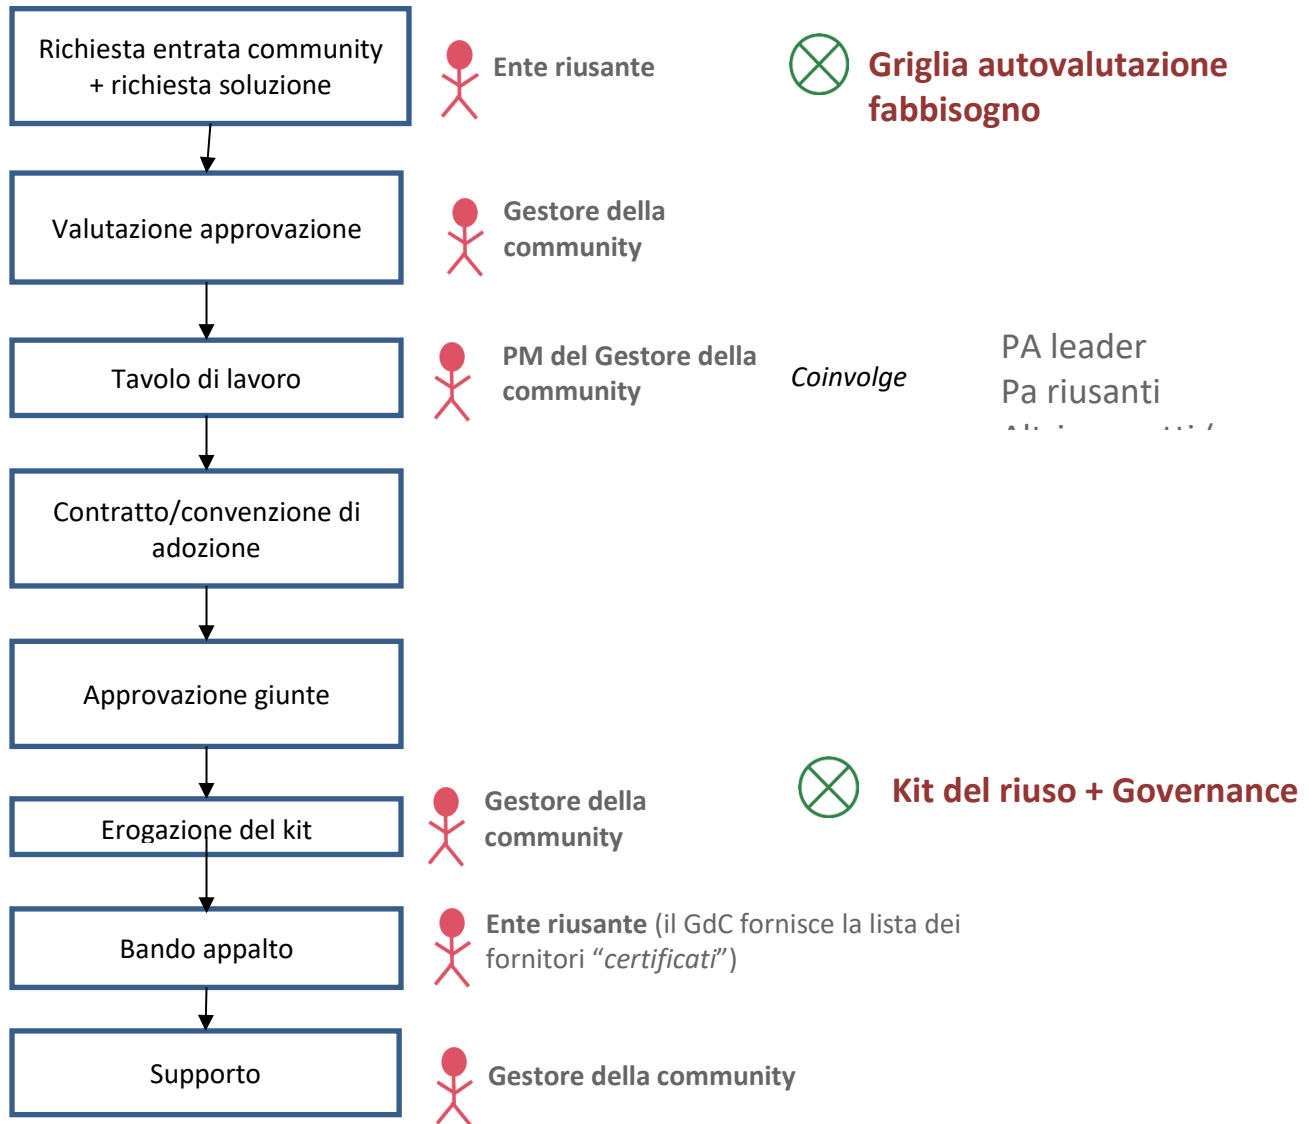 Richiesta entrata community
+ richiesta soluzione
Ente riusante
Griglia autovalutazione
fabbisogno
Valutazione approvazione
Gestore della
community
Tavolo di lavoro
PM del Gestore della
community
Coinvolge
PA leader
Pa riusanti
Contratto/convenzione di
adozione
Approvazione giunte
Erogazione del kit
Gestore della
community
Kit del riuso + Governance
Bando appalto
Ente riusante (il GdC fornisce la lista dei
fornitori “certificati”)
Supporto
Gestore della community